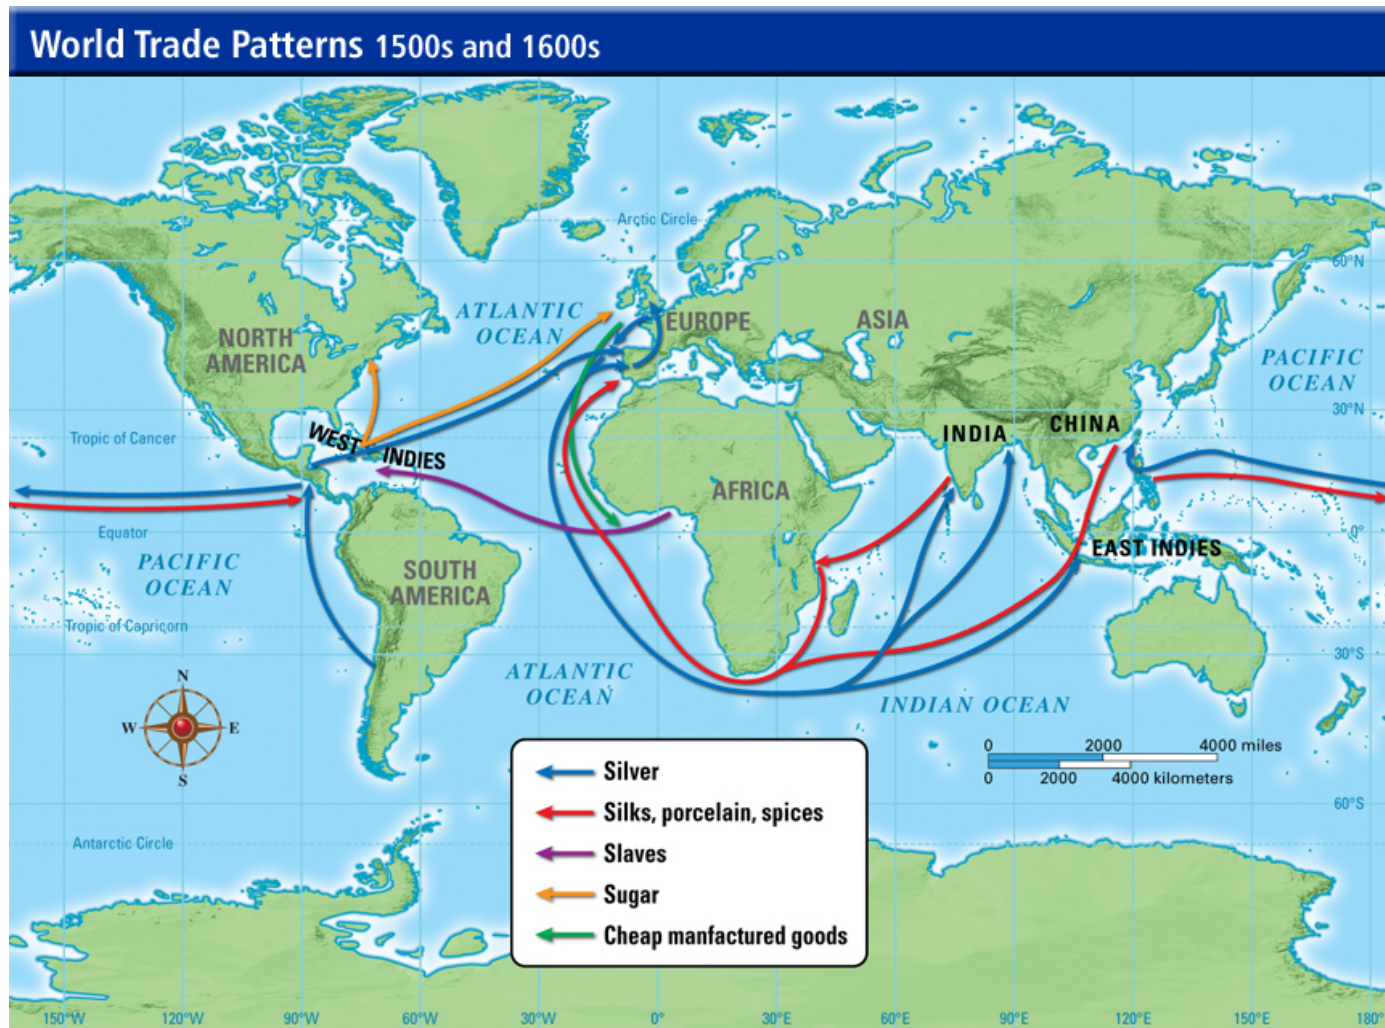 World Trade Patterns 1500s and 1600s
Arctic Circle
60°N
ATLANTIC
OCEAN
EUROPE
ASIA
NORTH
AMERICA
PACIFIC
OCEAN
30°N
Tropic of Cancer
WEST
INDIES
INDIA
CHINA
AFRICA
Equator
0°
EAST INDIES
PACIFIC
OCEAN
SOUTH
AMERICA
Tropic of Capricorn
30°S
ATLANTIC
OCEAN
INDIAN OCEAN
N
W
E
S
0 2000 4000 miles
0 2000 4000 kilometers
Silver
Silks, porcelain, spices
Slaves
Sugar
Cheap manfactured goods
60°S
Antarctic Circle
150°W 120°W 90°W 60°W 30°W 0° 30°E 60°E 90°E 120°E 150°E 180°